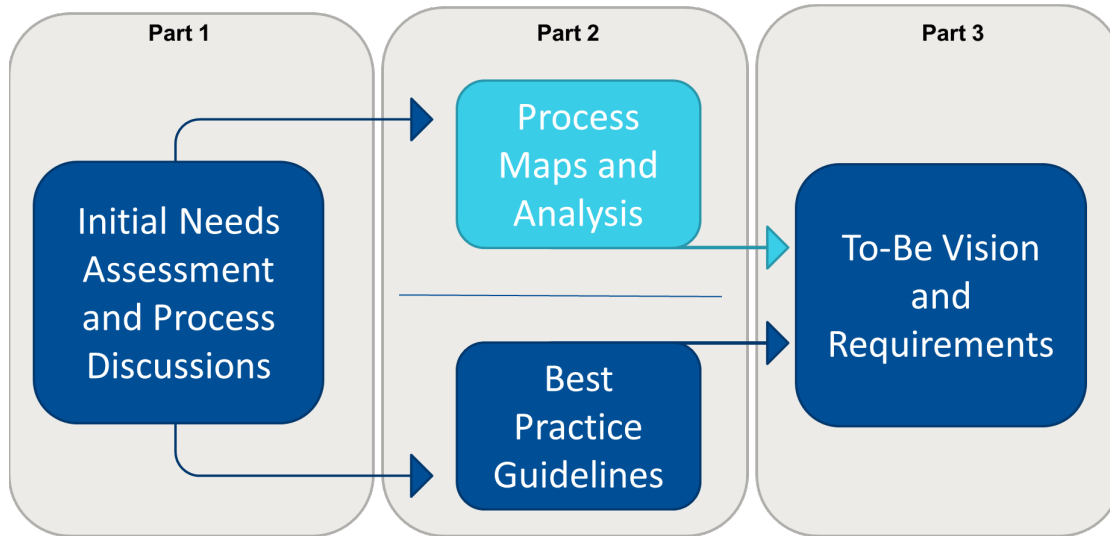 Part 1
Initial Needs
Assessment
and Process
Discussions
Part 2
Process
Maps and
Analysis
Best
Practice
Guidelines
Part 3
To-Be Vision
and
Requirements